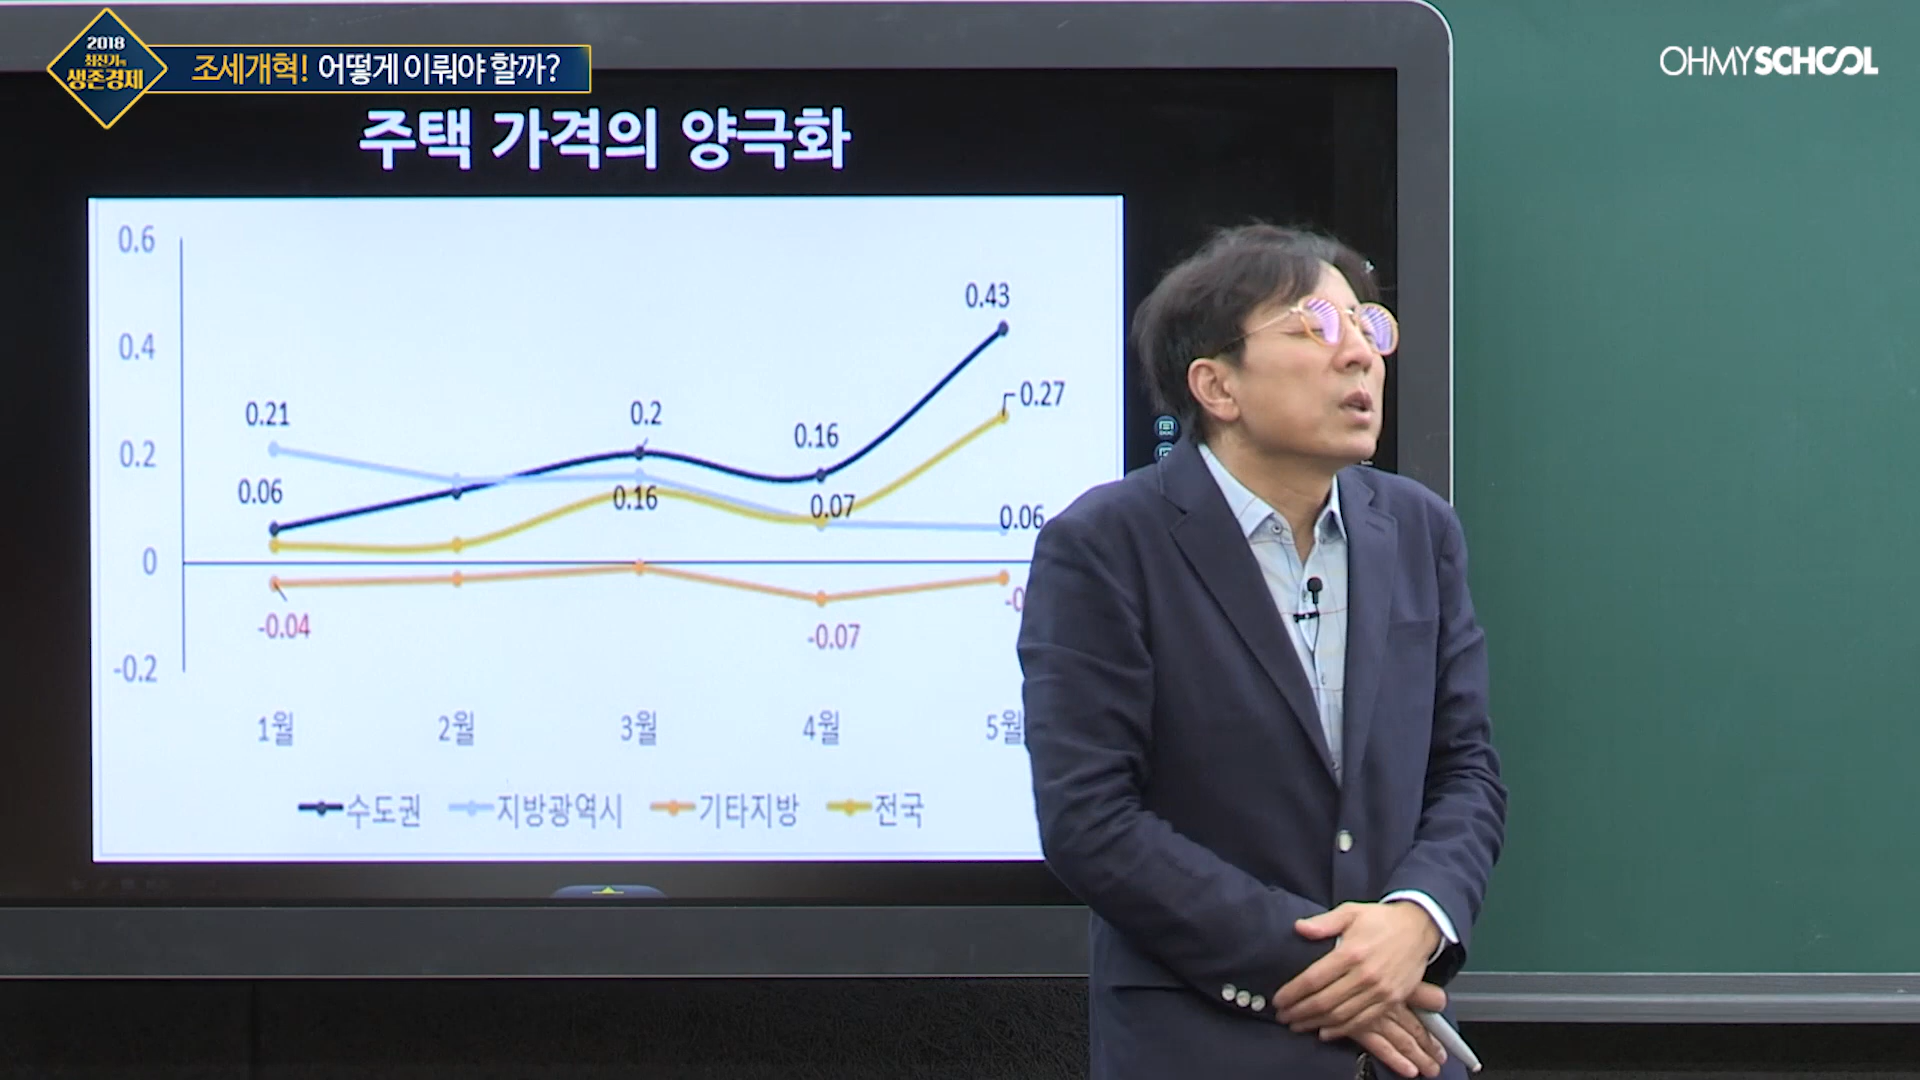 2018
최진기의
생존경제
조세개혁! 어떻게 이뤄야 할까?
OHMYSCHOOL
주택 가격의 양극화
0.6
0.4
0.2
0
-0.2
0.21
0.06
-0.04
0.2
0.16
0.16
0.07
-0.07
0.43
0.27
0.06
1월
2월
3월
4월
5월
수도권 지방광역시 기타지방 전국